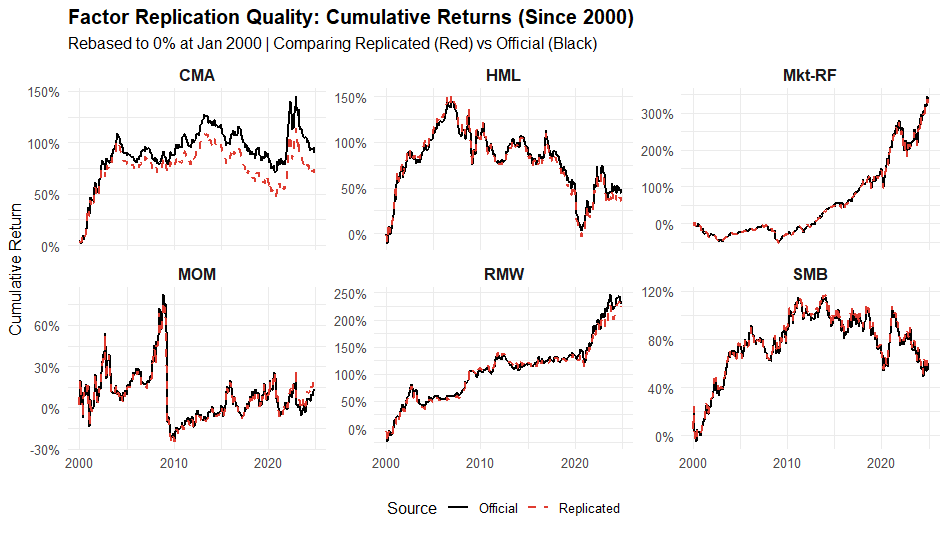 Factor Replication Quality: Cumulative Returns (Since 2000)
Rebased to 0% at Jan 2000 | Comparing Replicated (Red) vs Official (Black)
Cumulative Return
CMA
150%
100%
50%
0%
HML
150%
100%
50%
0%
Mkt-RF
300%
200%
100%
0%
MOM
60%
30%
0%
-30%
2000
2010
2020
RMW
250%
200%
150%
100%
50%
0%
2000
2010
2020
SMB
120%
80%
40%
0%
2000
2010
2020
Source
Official
Replicated